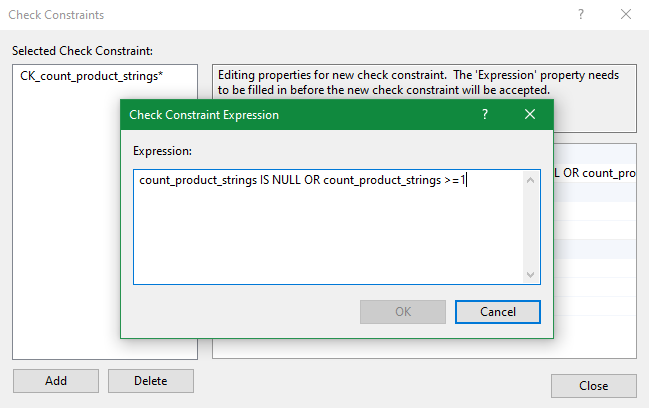 Check Constraints
?
Selected Check Constraint:
CK_count_product_strings*
Editing properties for new check constraint. The 'Expression' property needs
to be filled in before the new check constraint will be accepted.
Check Constraint Expression
?
Expression:
L OR count_pro
count_product_strings IS NULL OR count_product_strings >=1
OK
Cancel
Add
Delete
Close